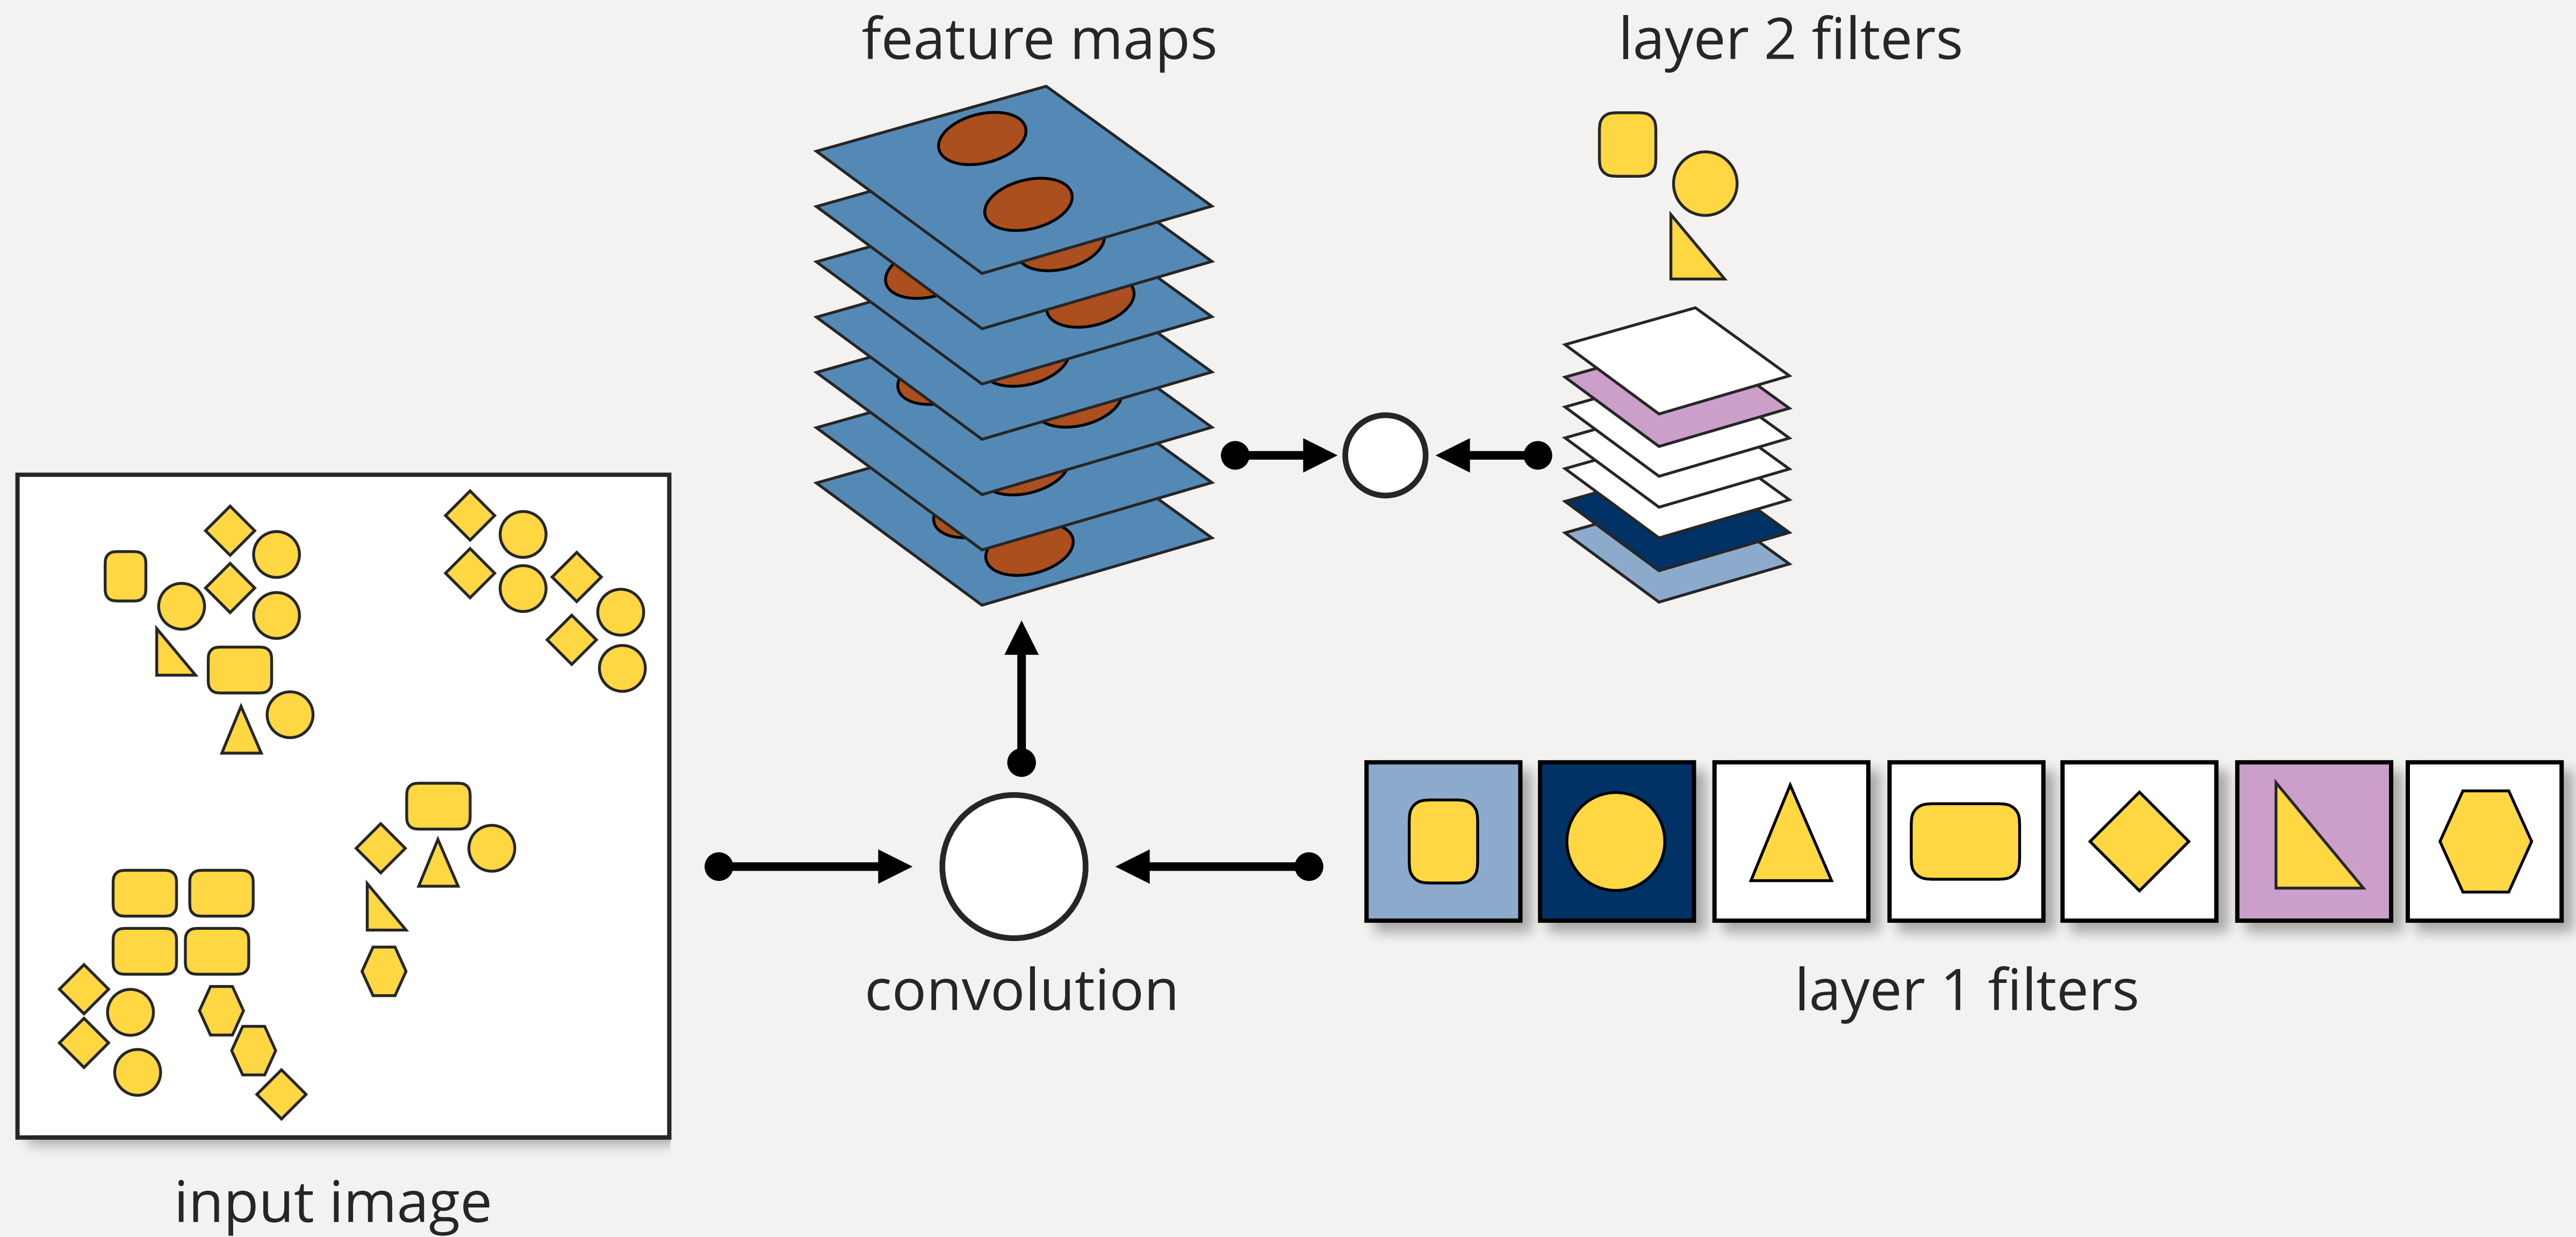 feature maps
layer 2 filters
convolution
layer 1 filters
input image